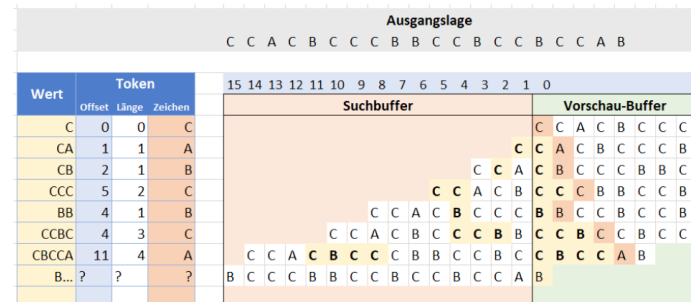 Ausgangslage
C C A C B C C C B B C C B C C B C C A B
Wert Token 15 14 13 12 11 10 9 8 7 6 5 4 3 2 1 0
Offset Länge Zeichen Suchbuffer Vorschau-Buffer
C 0 0 C C C A C B C C C
CA 1 1 A C C A C B C C C B
CB 2 1 B C C A C B C C C B B C
CCC 5 2 C C C A C B C C C B B C C B
BB 4 1 B C C A C B C C C B B C C B C C B
CCBC 4 3 C C C A C B C C C B B C C B C C B C C
CBCCA 11 4 A C C A C B C C C B B C C B C C B C C A B
B... ? ? ? B C C C B B C C B C C B C C A B